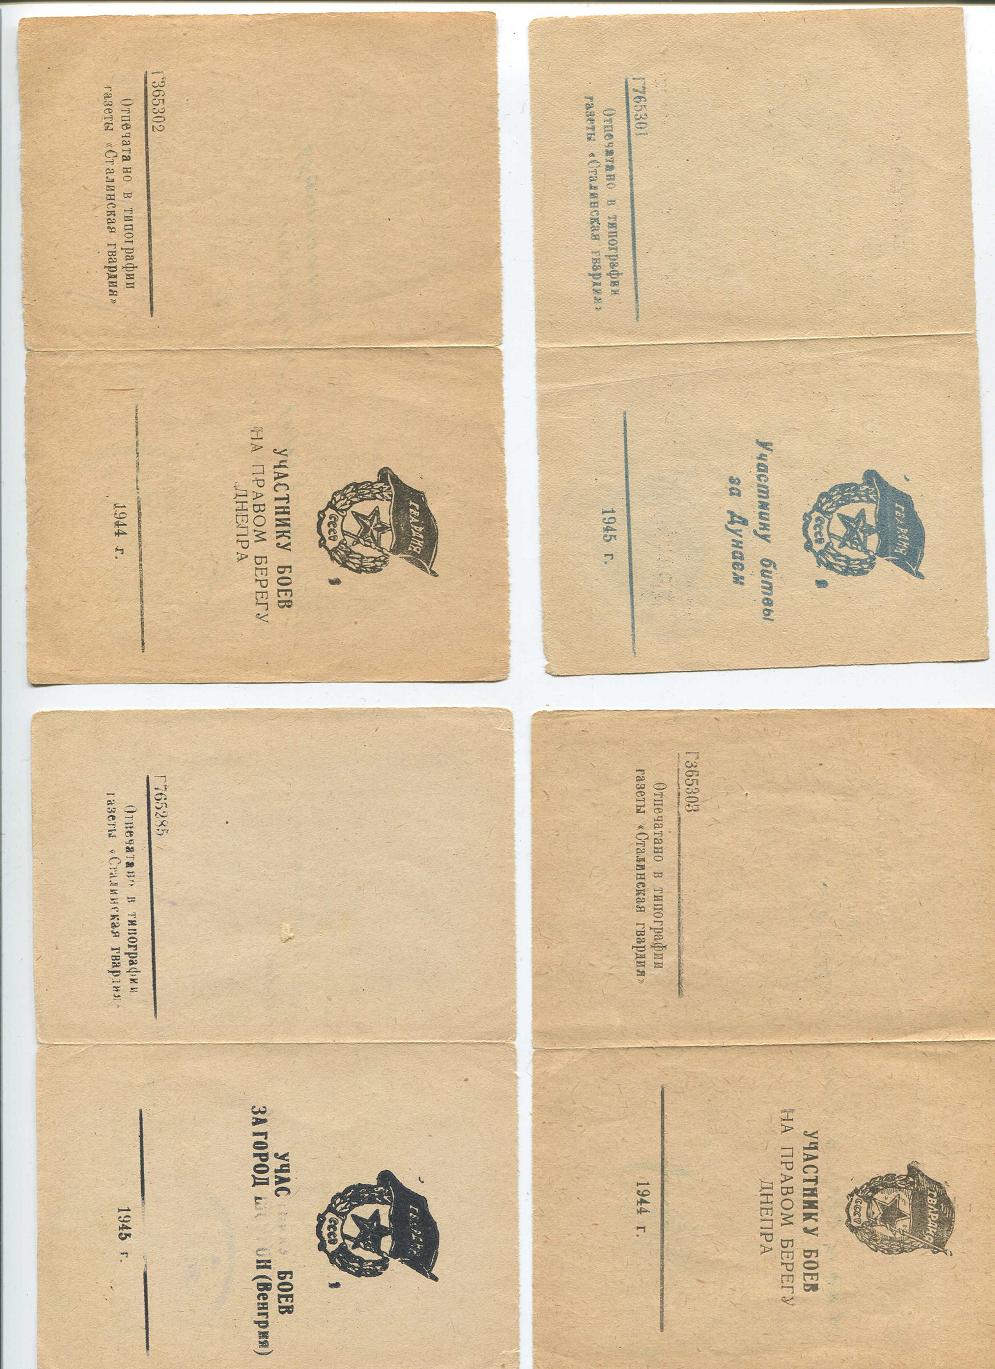 Г365302
Отпечатано в типографии
газеты «Сталинская гвардия»
ГВАРДИЯ
СССР
УЧАСТНИКУ БОЕВ
НА ПРАВОМ БЕРЕГУ
ДНЕПРА
1944 г.
Г765301
Отпечатано в типографии
газеты «Сталинская гвардия»
ГВАРДИЯ
СССР
Участнику битвы
за Дунаем
1945 г.
Г765285
Отпечатано в типографии
газеты «Сталинская гвардия»
ГВАРДИЯ
СССР
БОЕВ
ЗА ГОРОД (Венгрия)
1945 г.
Г365303
Отпечатано в типографии
газеты «Сталинская гвардия»
ГВАРДИЯ
СССР
УЧАСТНИКУ БОЕВ
НА ПРАВОМ БЕРЕГУ
ДНЕПРА
1944 г.